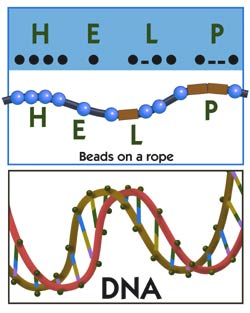 H E L P
•••• • •-•• •--•
H E L P
Beads on a rope
DNA